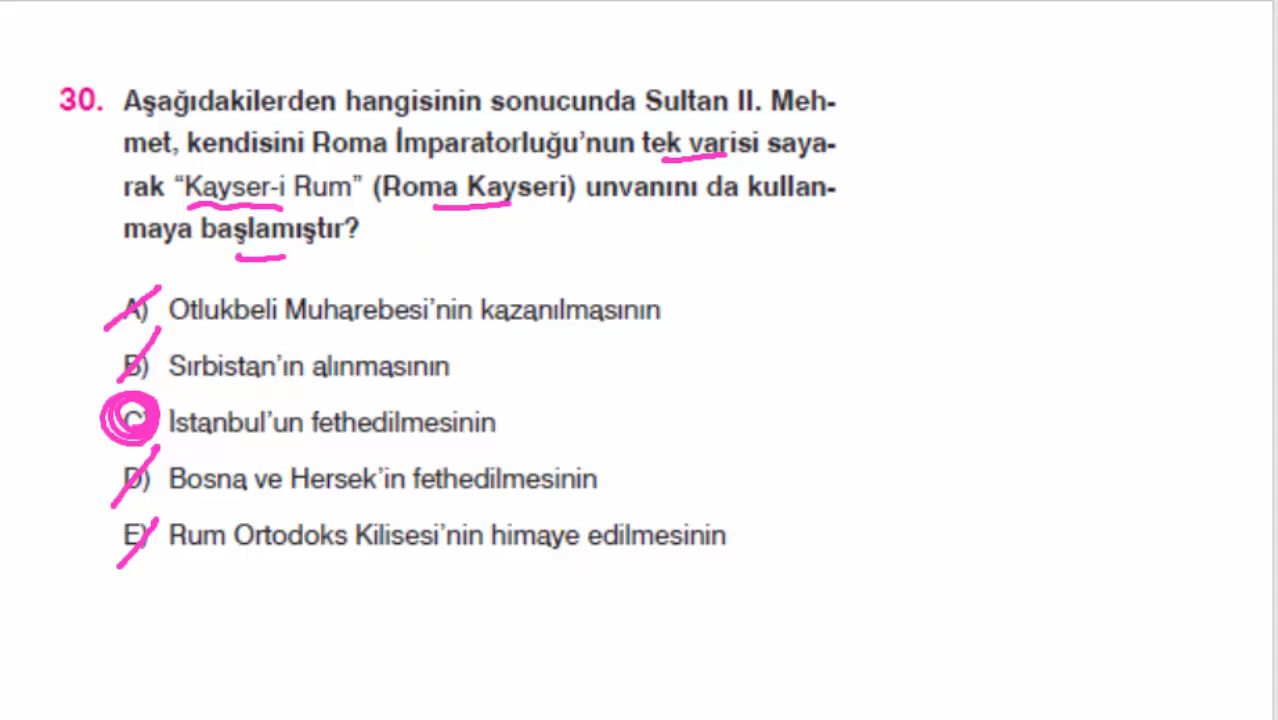 30. Aşağıdakilerden hangisinin sonucunda Sultan II. Meh-
met, kendisini Roma İmparatorluğu'nun tek varisi saya-
rak “Kayser-i Rum” (Roma Kayseri) unvanını da kullan-
maya başlamıştır?
A) Otlukbeli Muharebesi'nin kazanılmasının
B) Sırbistan'ın alınmasının
C) İstanbul'un fethedilmesinin
D) Bosna ve Hersek'in fethedilmesinin
E) Rum Ortodoks Kilisesi'nin himaye edilmesinin